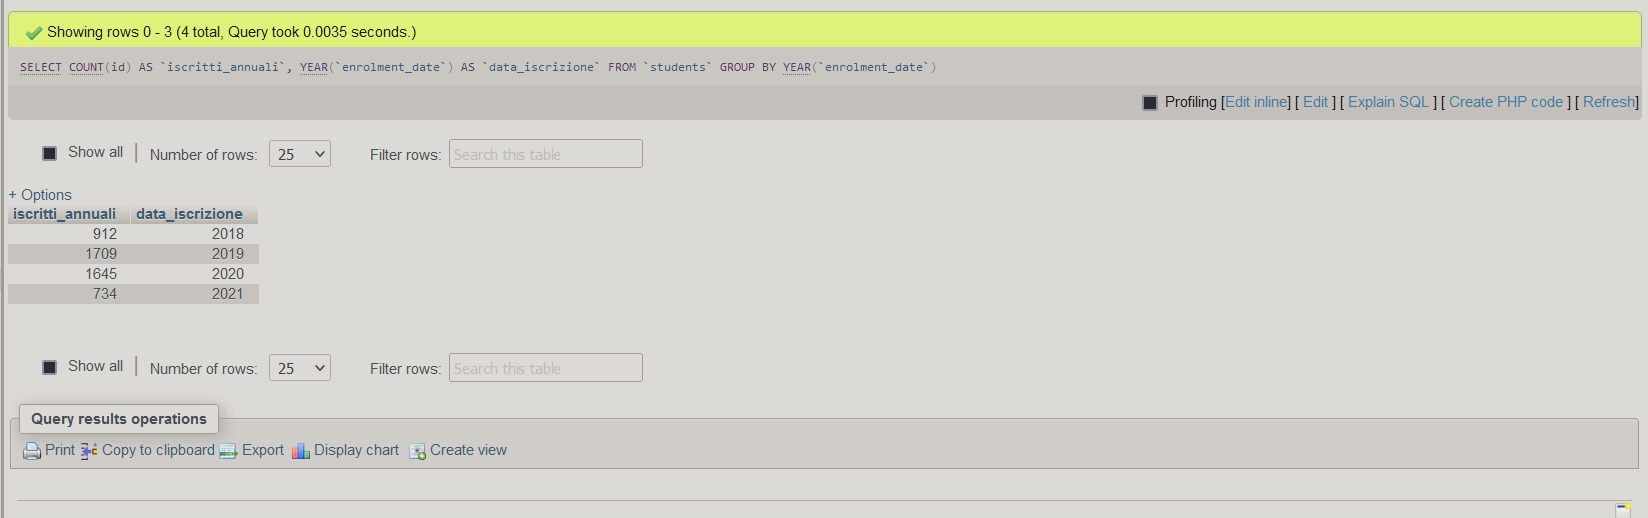 Showing rows 0 - 3 (4 total, Query took 0.0035 seconds.)
SELECT COUNT(id) AS `iscritti_annuali`, YEAR(`enrolment_date`) AS `data_iscrizione` FROM `students` GROUP BY YEAR(`enrolment_date`)
Profiling [Edit inline] [ Edit ] [ Explain SQL ] [ Create PHP code ] [ Refresh]
Show all | Number of rows: 25 Filter rows: Search this table
+ Options
iscritti_annuali data_iscrizione
912 2018
1709 2019
1645 2020
734 2021
Show all | Number of rows: 25 Filter rows: Search this table
Query results operations
Print Copy to clipboard Export Display chart Create view